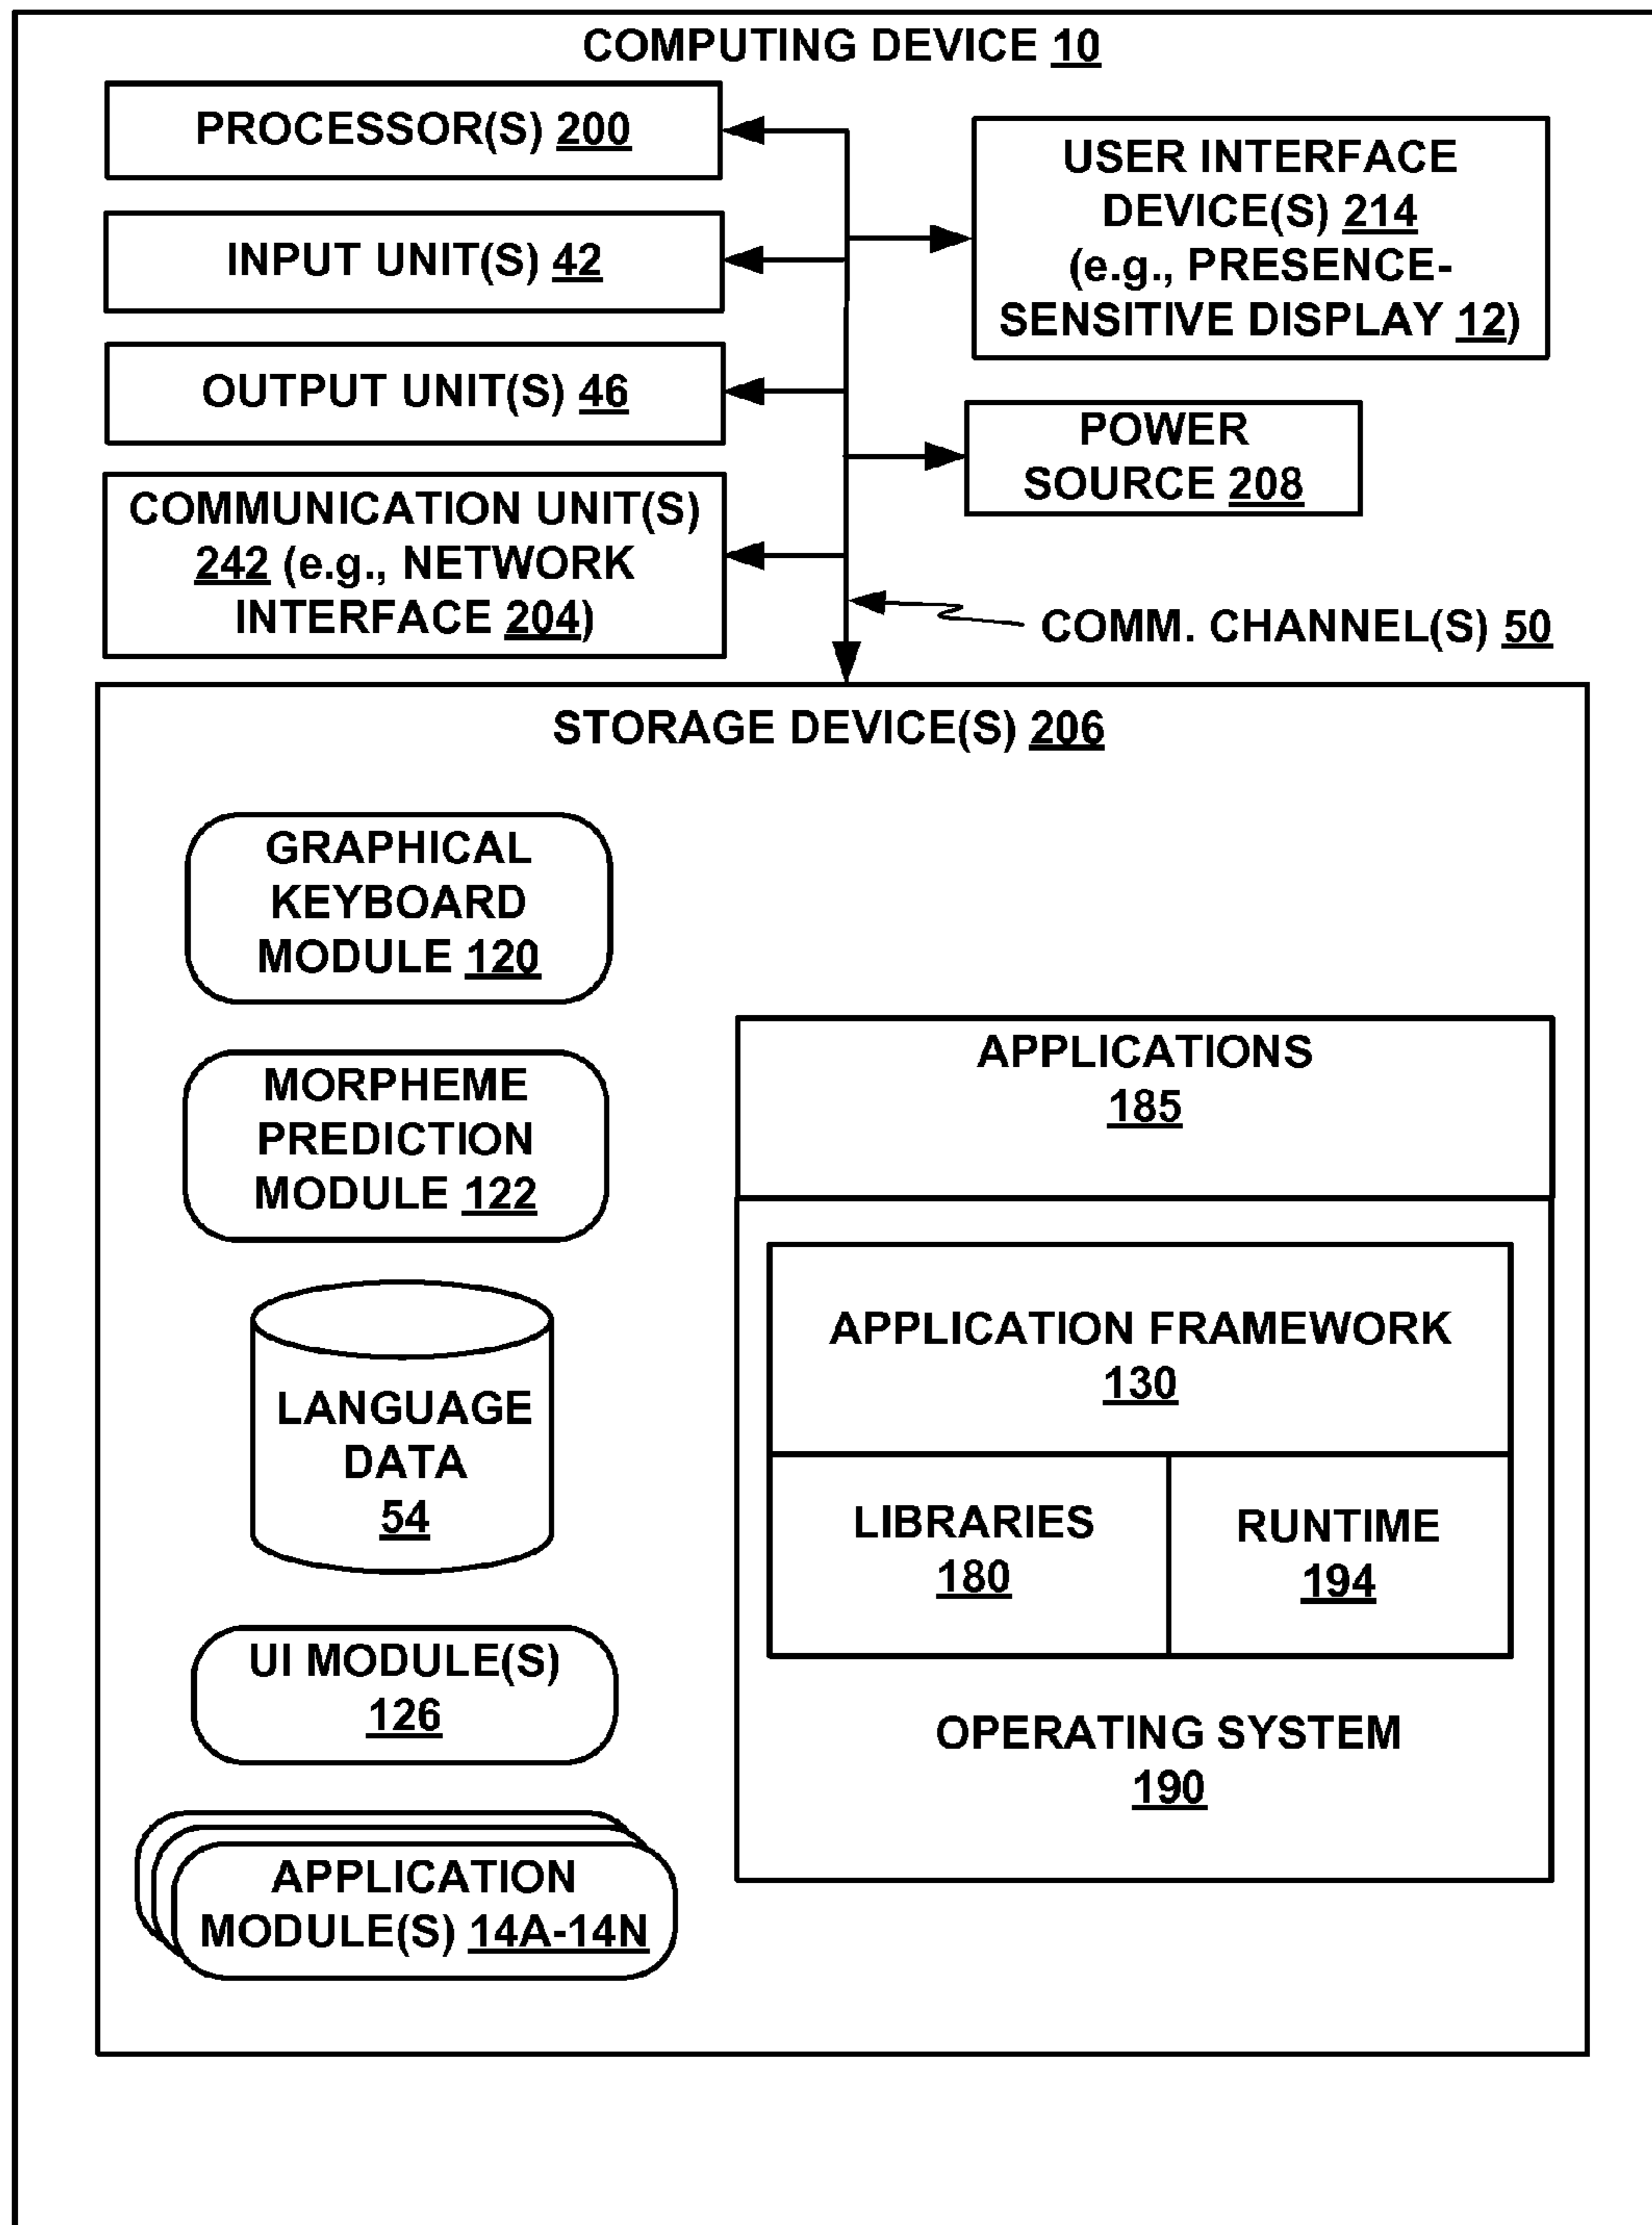 COMPUTING DEVICE 10
PROCESSOR(S) 200
INPUT UNIT(S) 42
OUTPUT UNIT(S) 46
COMMUNICATION UNIT(S)
242 (e.g., NETWORK
INTERFACE 204)
USER INTERFACE
DEVICE(S) 214
(e.g., PRESENCE-
SENSITIVE DISPLAY 12)
POWER
SOURCE 208
COMM. CHANNEL(S) 50
STORAGE DEVICE(S) 206
GRAPHICAL
KEYBOARD
MODULE 120
MORPHEME
PREDICTION
MODULE 122
LANGUAGE
DATA
54
UI MODULE(S)
126
APPLICATION
MODULE(S) 14A-14N
APPLICATIONS
185
APPLICATION FRAMEWORK
130
LIBRARIES
180
RUNTIME
194
OPERATING SYSTEM
190